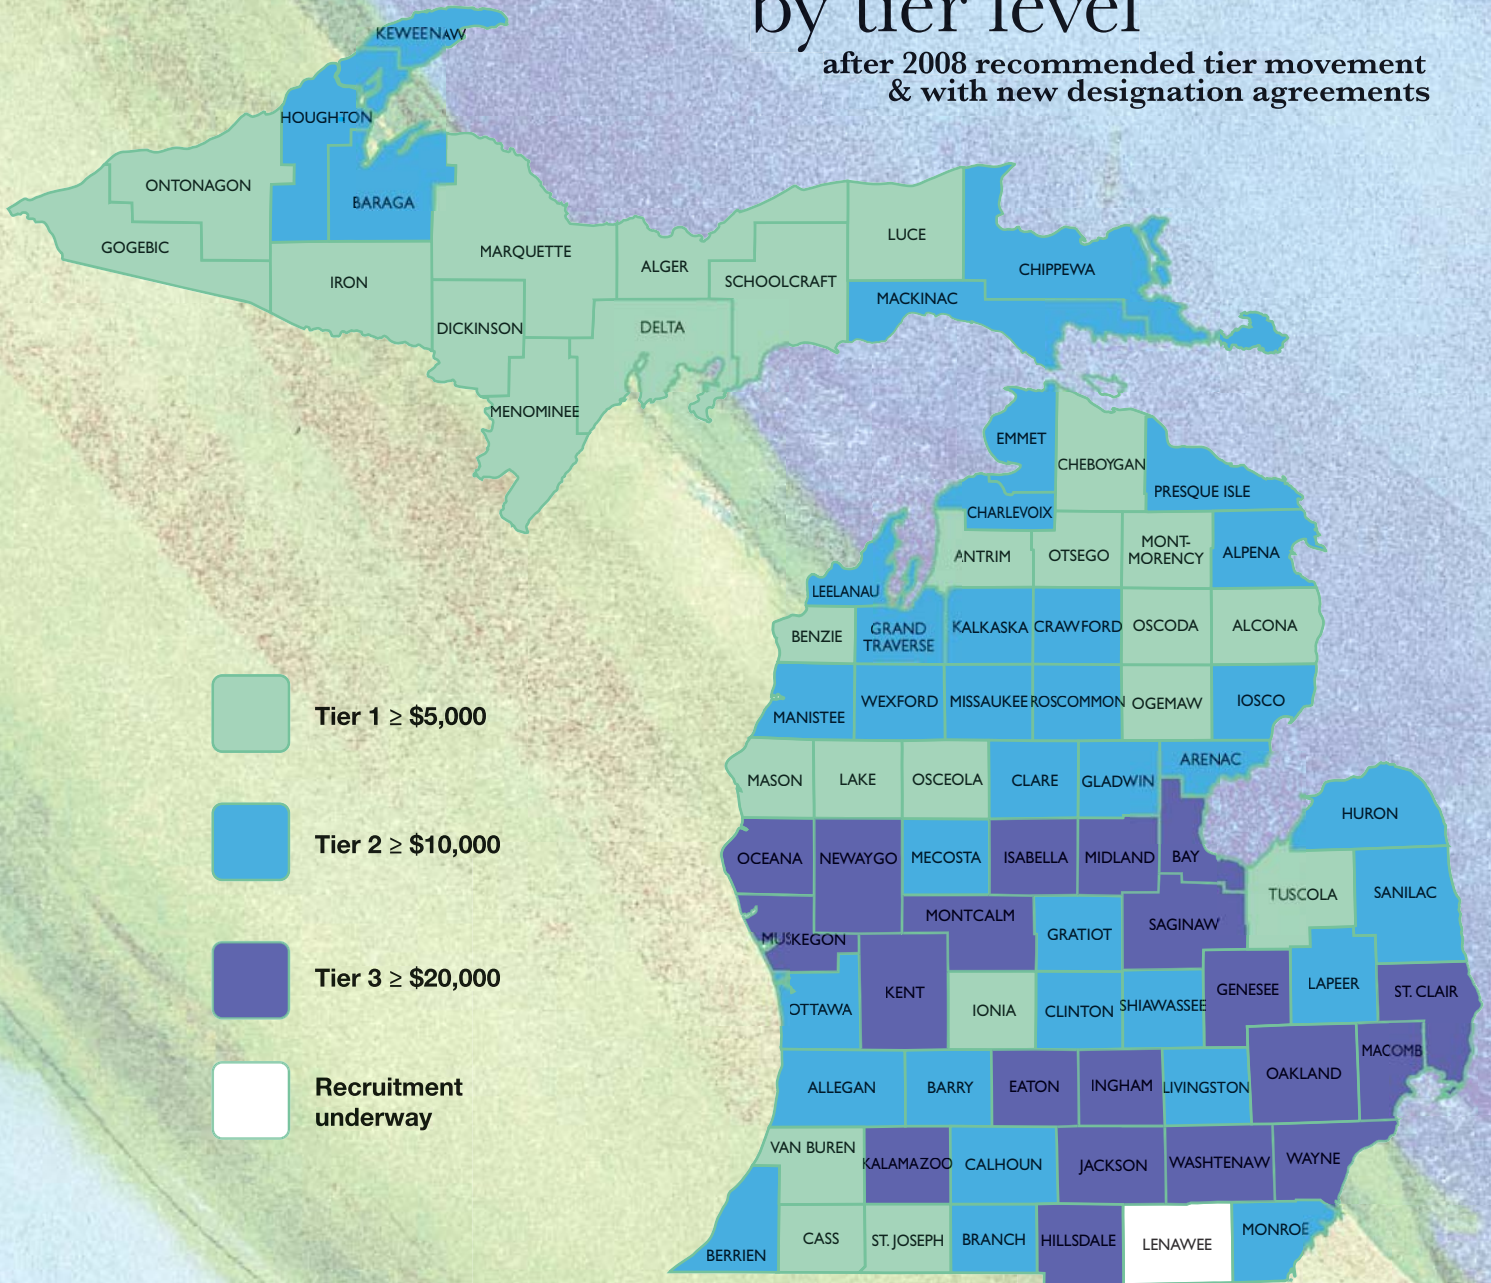 by tier level
after 2008 recommended tier movement
& with new designation agreements
KEWEENAW
HOUGHTON
ONTONAGON
BARAGA
GOGEBIC
MARQUETTE
LUCE
ALGER
CHIPPEWA
IRON
SCHOOLCRAFT
MACKINAC
DICKINSON
DELTA
MENOMINEE
EMMET
CHEBOYGAN
PRESQUE ISLE
CHARLEVOIX
ANTRIM
OTSEGO
MONT-
MORENCY
ALPENA
LEELANAU
BENZIE
GRAND
TRAVERSE
KALKASKA
CRAWFORD
OSCODA
ALCONA
MANISTEE
WEXFORD
MISSAUKEE
ROSCOMMON
OGEMAW
IOSCO
Tier 1 ≥ $5,000
MASON
LAKE
OSCEOLA
CLARE
GLADWIN
ARENAC
HURON
Tier 2 ≥ $10,000
OCEANA
NEWAYGO
MECOSTA
ISABELLA
MIDLAND
BAY
TUSCOLA
SANILAC
MUSKEGON
MONTCALM
GRATIOT
SAGINAW
Tier 3 ≥ $20,000
OTTAWA
KENT
IONIA
CLINTON
SHIAWASSEE
GENESEE
LAPEER
ST. CLAIR
Recruitment
underway
ALLEGAN
BARRY
EATON
INGHAM
LIVINGSTON
OAKLAND
MACOMB
VAN BUREN
KALAMAZOO
CALHOUN
JACKSON
WASHTENAW
WAYNE
BERRIEN
CASS
ST. JOSEPH
BRANCH
HILLSDALE
LENAWEE
MONROE